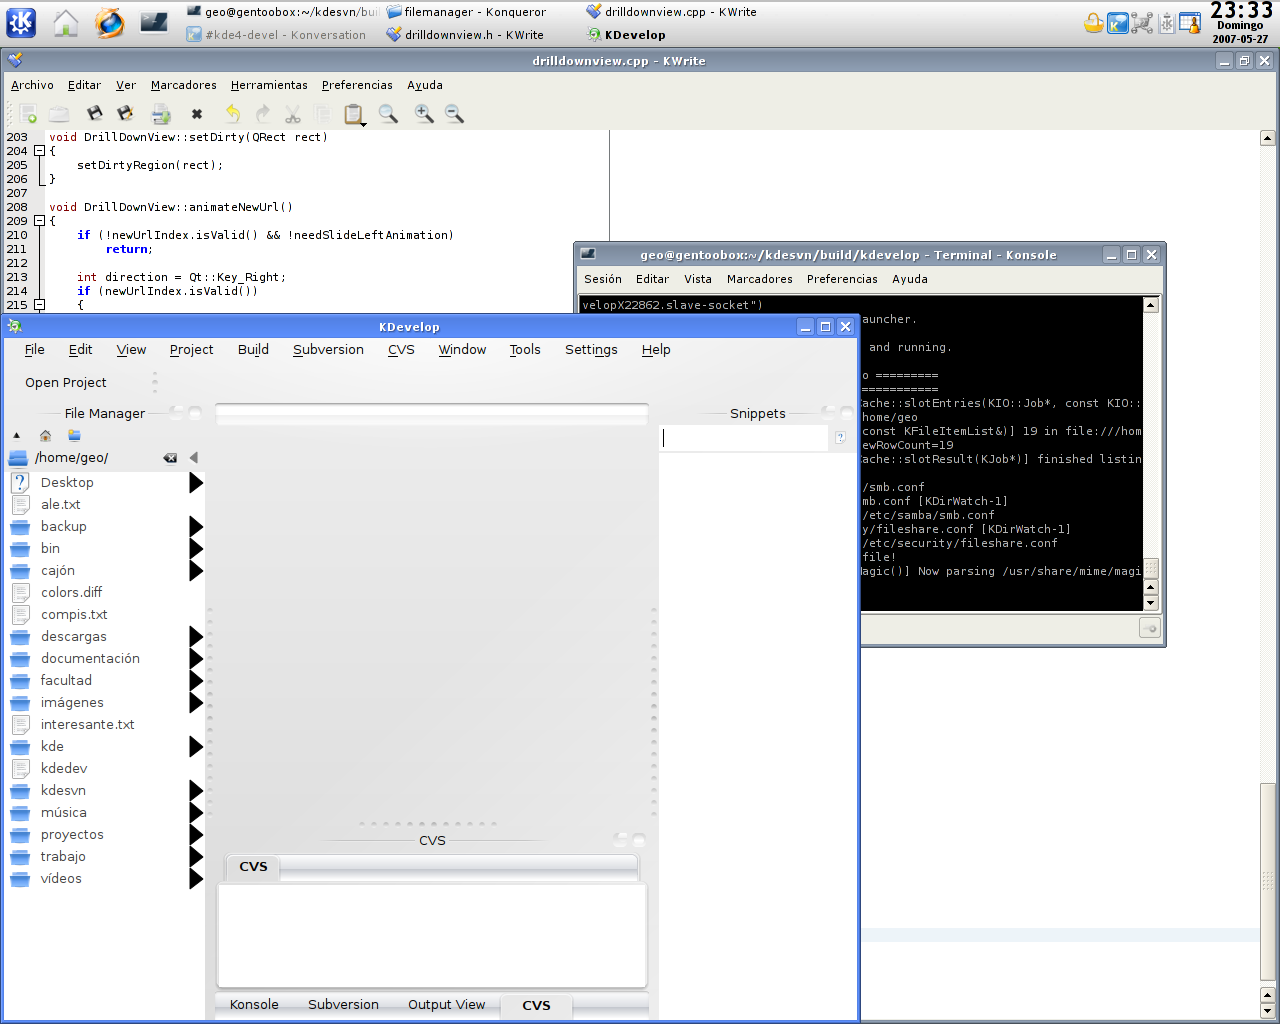 geo@gentoobox:~/kdesvn/bui
filemanager - Konqueror
drilldownview.cpp - KWrite
#kde4-devel - Konversation
drilldownview.h - KWrite
KDevelop
23:33
Domingo
2007-05-27
drilldownview.cpp - KWrite
Archivo Editar Ver Marcadores Herramientas Preferencias Ayuda
203 void DrillDownView::setDirty(QRect rect)
204 {
205 setDirtyRegion(rect);
206 }
207
208 void DrillDownView::animateNewUrl()
209 {
210 if (!newUrlIndex.isValid() && !needSlideLeftAnimation)
211 return;
212
213 int direction = Qt::Key_Right;
214 if (newUrlIndex.isValid())
215 {
geo@gentoobox:~/kdesvn/build/kdevelop - Terminal - Konsole
Sesión Editar Vista Marcadores Preferencias Ayuda
velopX22862.slave-socket")
auncher.
and running.
o =========
===========
ache::slotEntries(KIO::Job*, const KIO::
home/geo
const KFileItemList&)] 19 in file:///hom
ewRowCount=19
ache::slotResult(KJob*)] finished listin
/smb.conf
mb.conf [KDirWatch-1]
/etc/samba/smb.conf
y/fileshare.conf [KDirWatch-1]
/etc/security/fileshare.conf
file!
agic()] Now parsing /usr/share/mime/magi
KDevelop
File Edit View Project Build Subversion CVS Window Tools Settings Help
Open Project
File Manager
/home/geo/
Desktop
ale.txt
backup
bin
cajón
colors.diff
compis.txt
descargas
documentación
facultad
imágenes
interesante.txt
kde
kdedev
kdesvn
música
proyectos
trabajo
vídeos
Snippets
CVS
CVS
Konsole Subversion Output View CVS